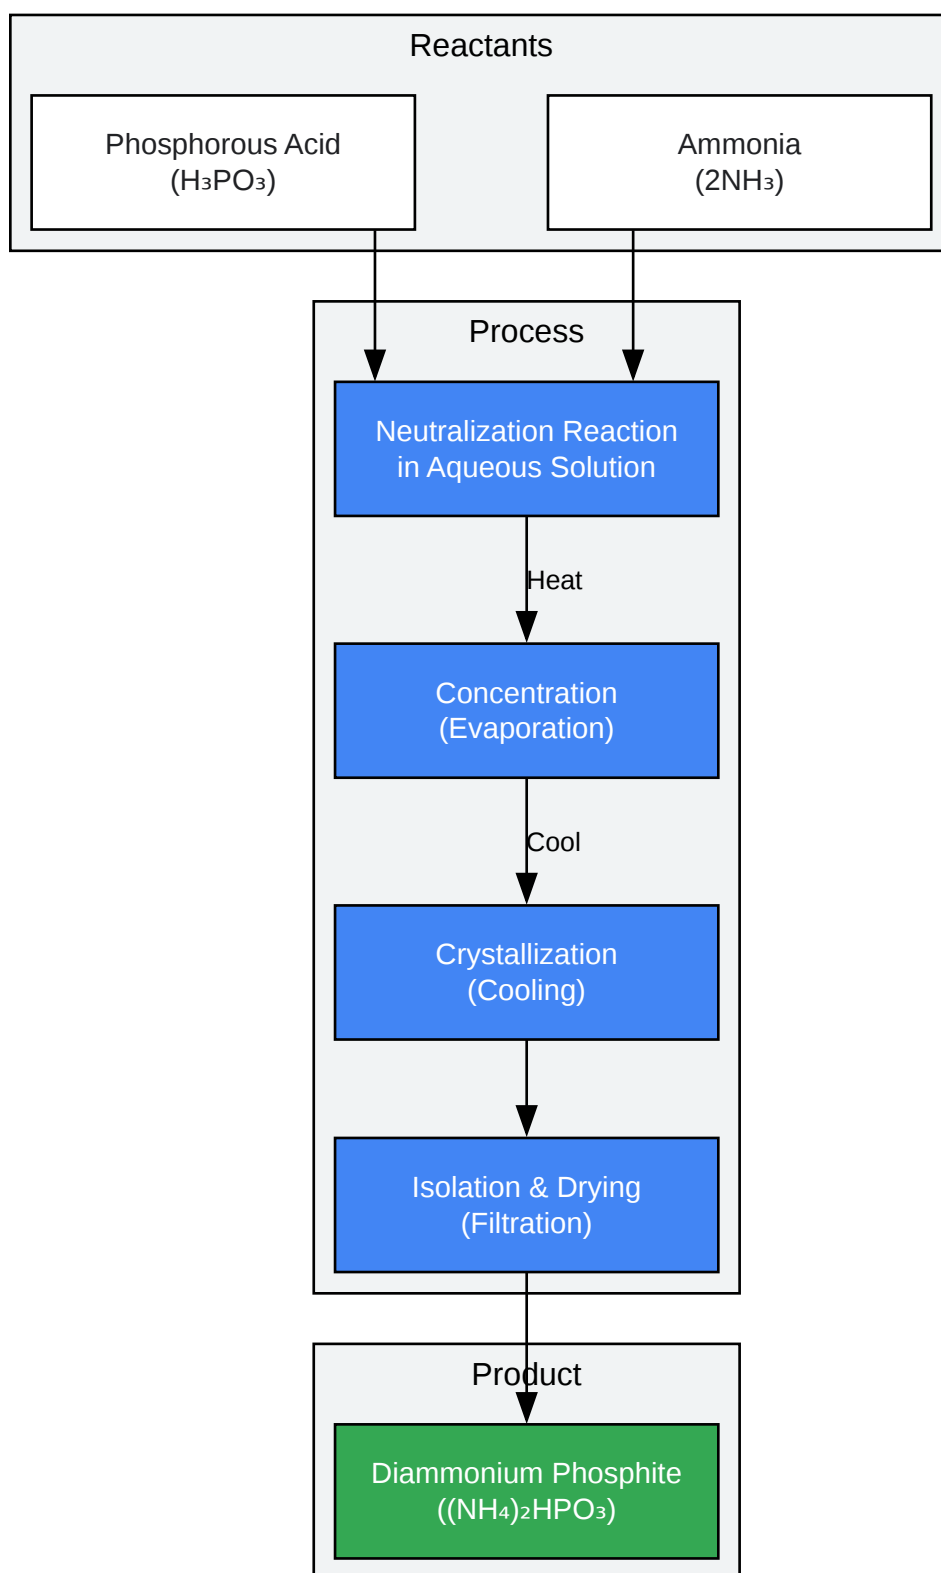 Reactants
Phosphorous Acid
(H₃PO₃)
Ammonia
(2NH₃)
Process
Neutralization Reaction
in Aqueous Solution
Heat
Concentration
(Evaporation)
Cool
Crystallization
(Cooling)
Isolation & Drying
(Filtration)
Product
Diammonium Phosphite
((NH₄)₂HPO₃)